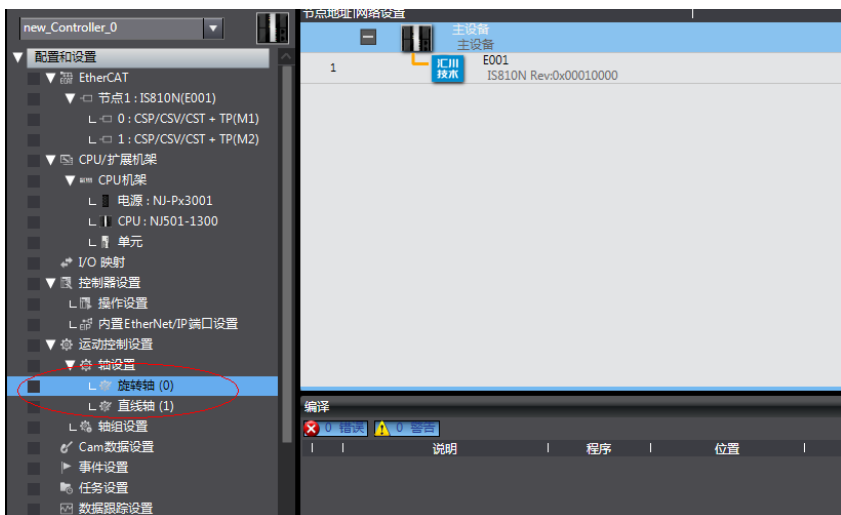 new_Controller_0
配置和设置
EtherCAT
节点1 : IS810N(E001)
0 : CSP/CSV/CST + TP(M1)
1 : CSP/CSV/CST + TP(M2)
CPU/扩展机架
CPU机架
电源 : NJ-Px3001
CPU : NJ501-1300
单元
I/O 映射
控制器设置
操作设置
内置EtherNet/IP端口设置
运动控制设置
轴设置
旋转轴 (0)
直线轴 (1)
轴组设置
Cam数据设置
事件设置
任务设置
数据跟踪设置
节点地址|网络设置
主设备
主设备
1
汇川
技术
E001
IS810N Rev:0x00010000
编译
0 错误 0 警告
说明 程序 位置